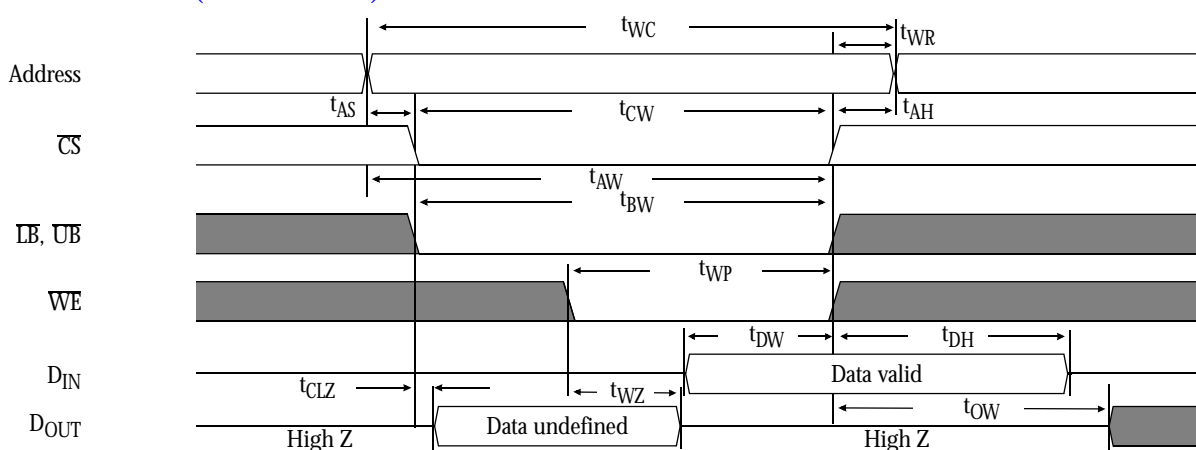 tWC
tWR
Address
tAS
tCW
tAH
CS
tAW
tBW
LB, UB
tWP
WE
tDW
tDH
DIN
tCLZ
tWZ
Data valid
tOW
DOUT
High Z
Data undefined
High Z